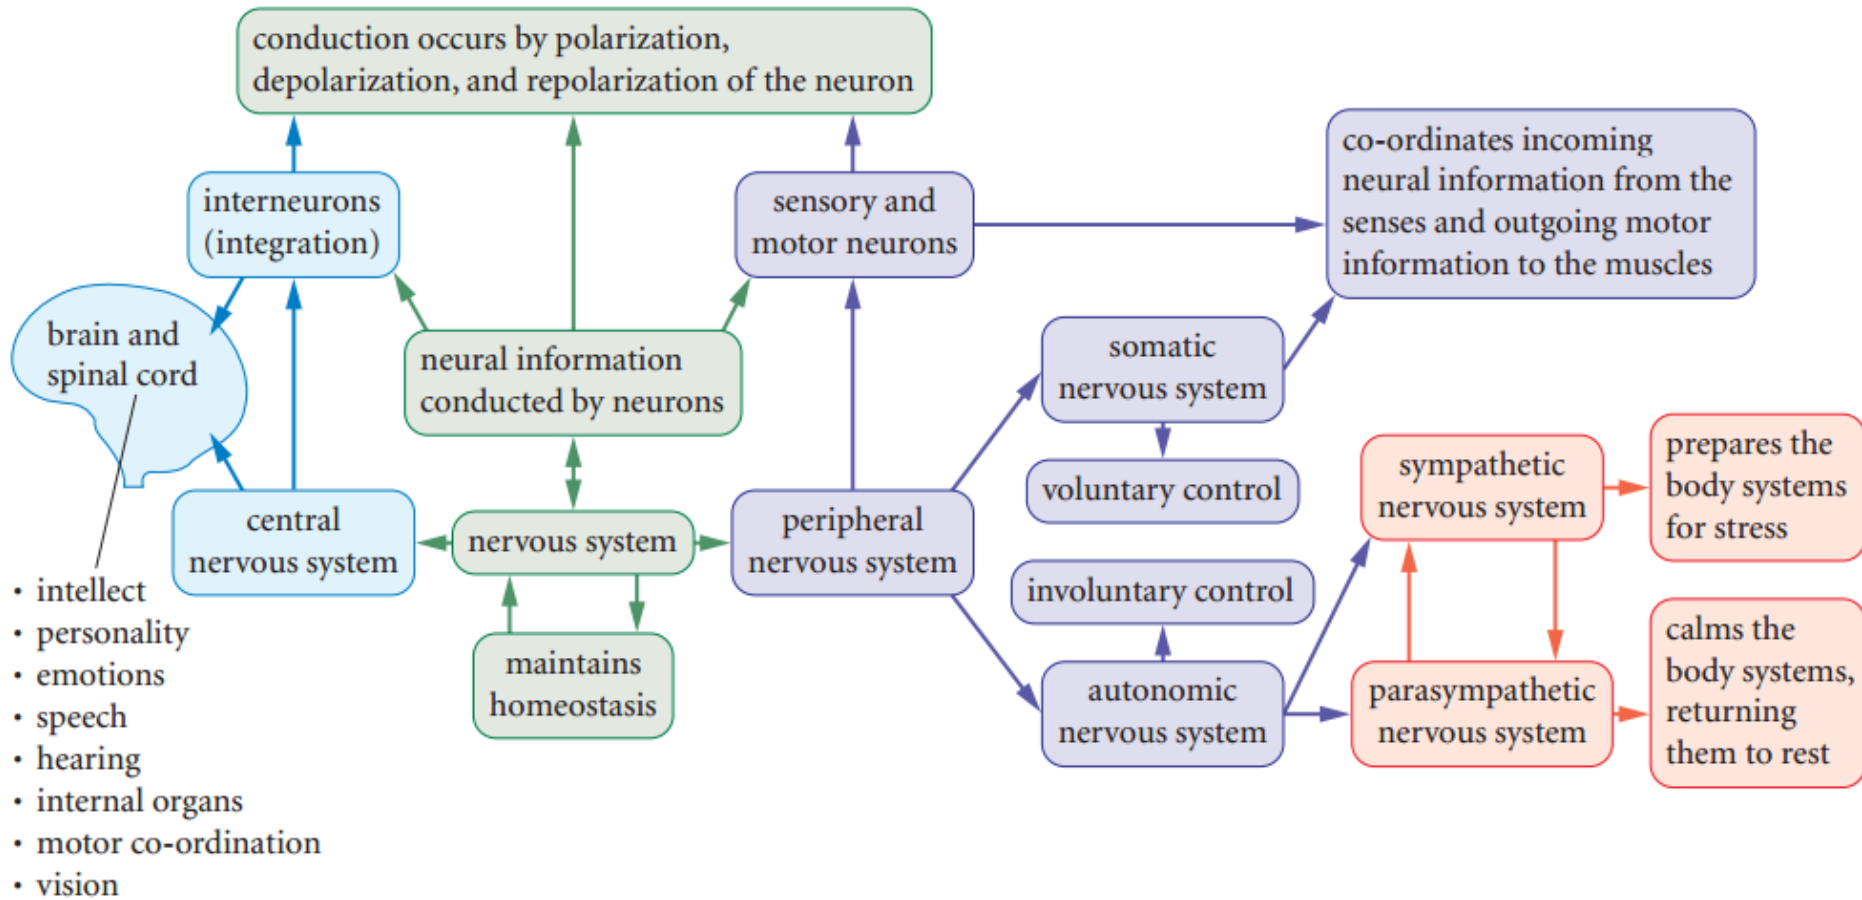 conduction occurs by polarization,
depolarization, and repolarization of the neuron
interneurons
(integration)
sensory and
motor neurons
co-ordinates incoming
neural information from the
senses and outgoing motor
information to the muscles
brain and
spinal cord
neural information
conducted by neurons
somatic
nervous system
voluntary control
sympathetic
nervous system
prepares the
body systems
for stress
central
nervous system
nervous system
peripheral
nervous system
involuntary control
maintains
homeostasis
autonomic
nervous system
parasympathetic
nervous system
calms the
body systems,
returning
them to rest
• intellect
• personality
• emotions
• speech
• hearing
• internal organs
• motor co-ordination
• vision